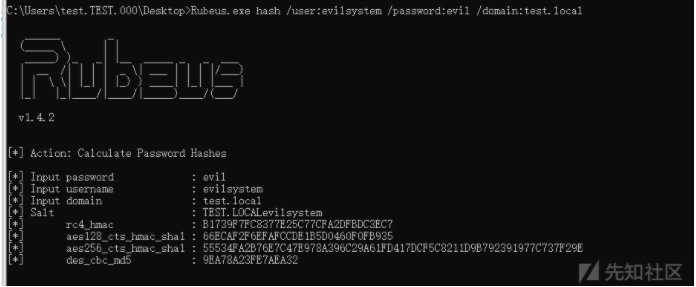 C:\Users\test.TEST.000\Desktop>Rubeus.exe hash /user:evilsystem /password:evil /domain:test.local
Rubeus
v1.4.2
[*] Action: Calculate Password Hashes
[*] Input password : evil
[*] Input username : evilsystem
[*] Input domain : test.local
[*] Salt : TEST.LOCALevilsystem
[*] rc4_hmac : B1739F7FC8377E25C77CFA2DFBDC3EC7
[*] aes128_cts_hmac_sha1 : 66ECAF2F6EFAFCCDE1B5D0460F0FB935
[*] aes256_cts_hmac_sha1 : 55534FA2B76E7C47E978A396C29A61FD417DCF5C8211D9B792391977C737F29E
[*] des_cbc_md5 : 9EA78A23FE7AEA32
先知社区